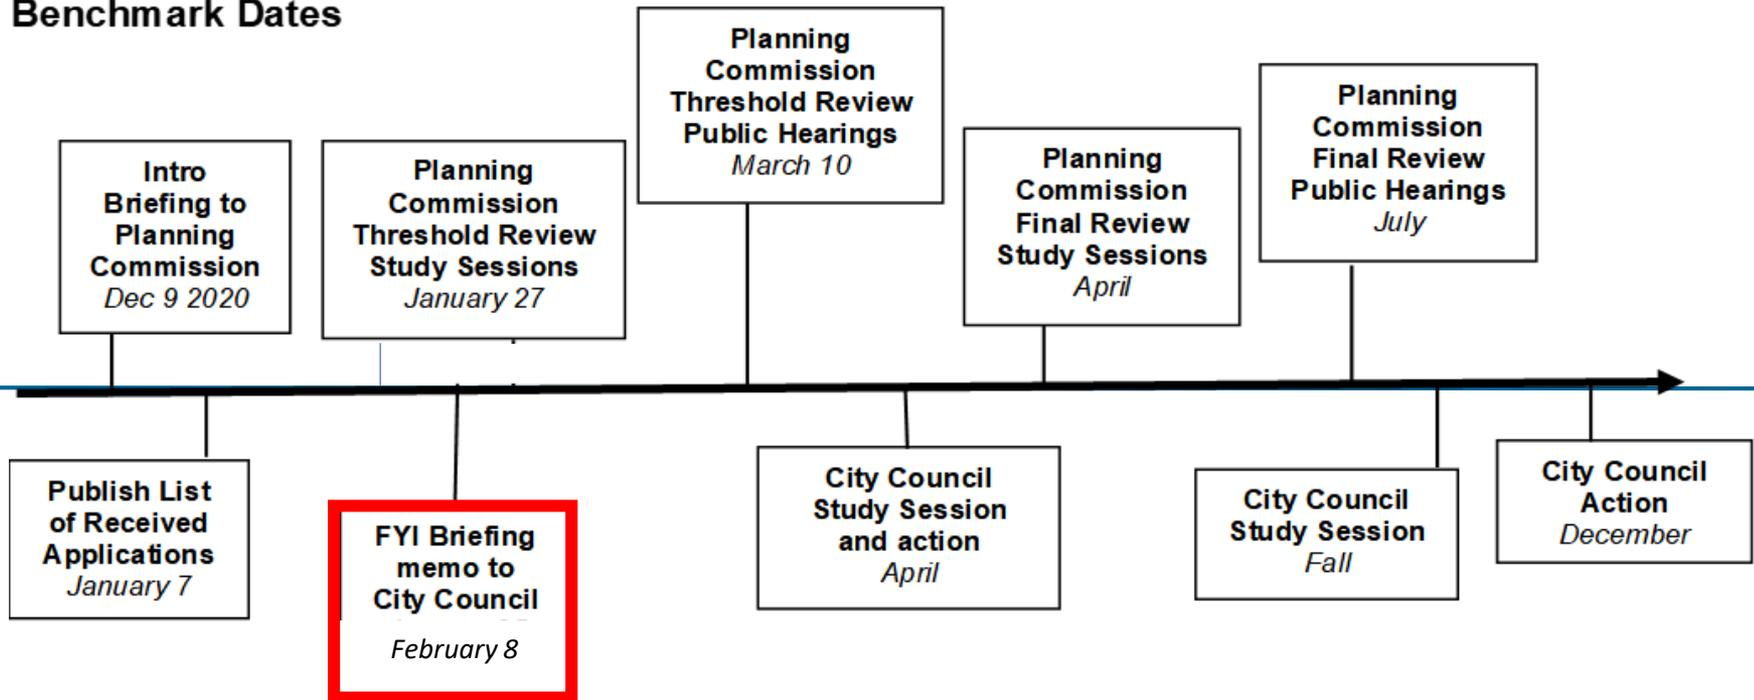 Benchmark Dates
Intro
Briefing to
Planning
Commission
Dec 9 2020
Planning
Commission
Threshold Review
Study Sessions
January 27
Planning
Commission
Threshold Review
Public Hearings
March 10
Planning
Commission
Final Review
Study Sessions
April
Planning
Commission
Final Review
Public Hearings
July
Publish List
of Received
Applications
January 7
FYI Briefing
memo to
City Council
February 8
City Council
Study Session
and action
April
City Council
Study Session
Fall
City Council
Action
December